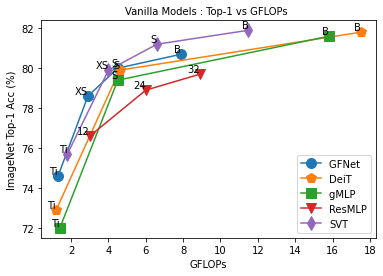 Vanilla Models : Top-1 vs GFLOPs
ImageNet Top-1 Acc (%)
82
80
78
76
74
72
B
B
B
S
B
XS
S
S
S
24
32
XS
12
Ti
Ti
Ti
Ti
GFNet
DeiT
gMLP
ResMLP
SVT
2 4 6 8 10 12 14 16 18
GFLOPs